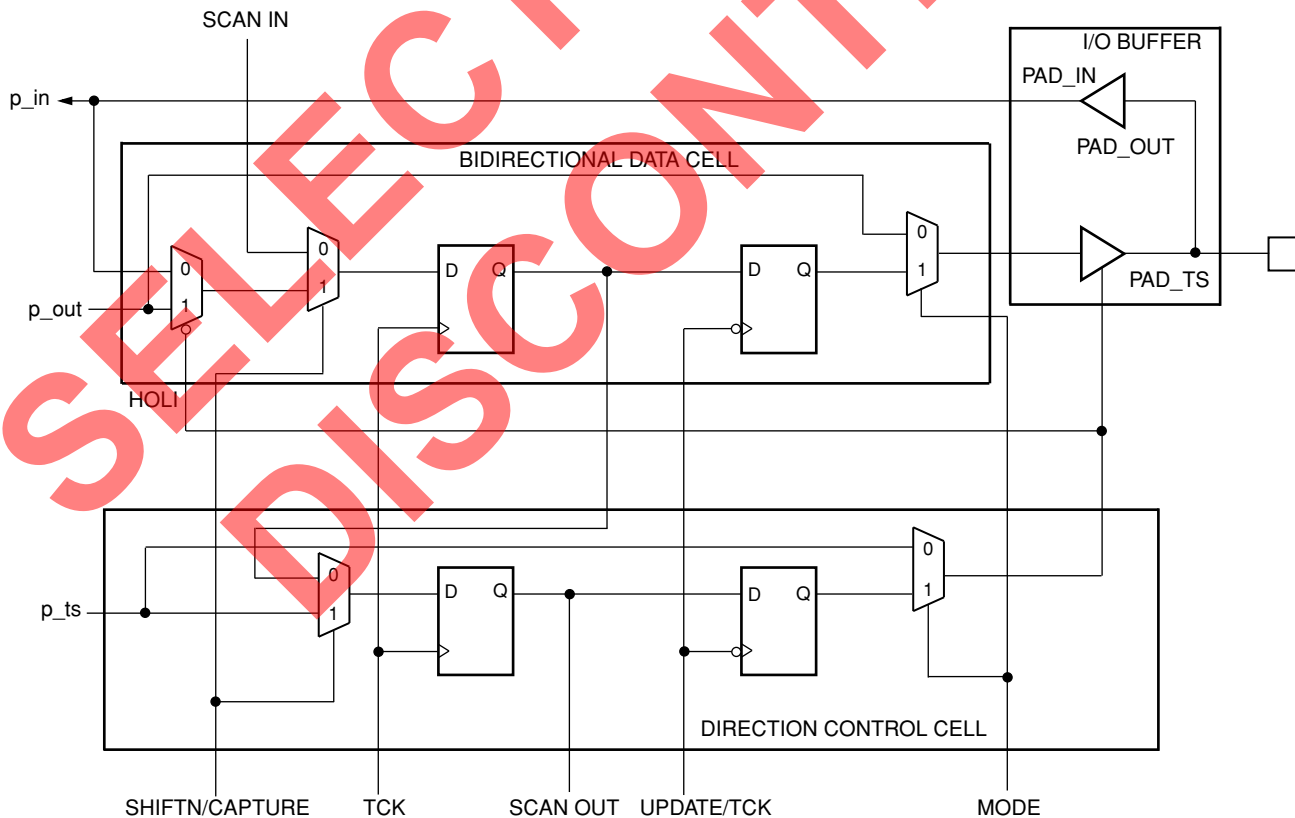 SCAN IN
I/O BUFFER
PAD_IN
p_in
PAD_OUT
BIDIRECTIONAL DATA CELL
0
1
0
1
D Q
D Q
0
1
PAD_TS
p_out
HOLI
SELECT
DISCONT
0
1
p_ts
0
1
D Q
D Q
DIRECTION CONTROL CELL
SHIFTN/CAPTURE
TCK
SCAN OUT
UPDATE/TCK
MODE